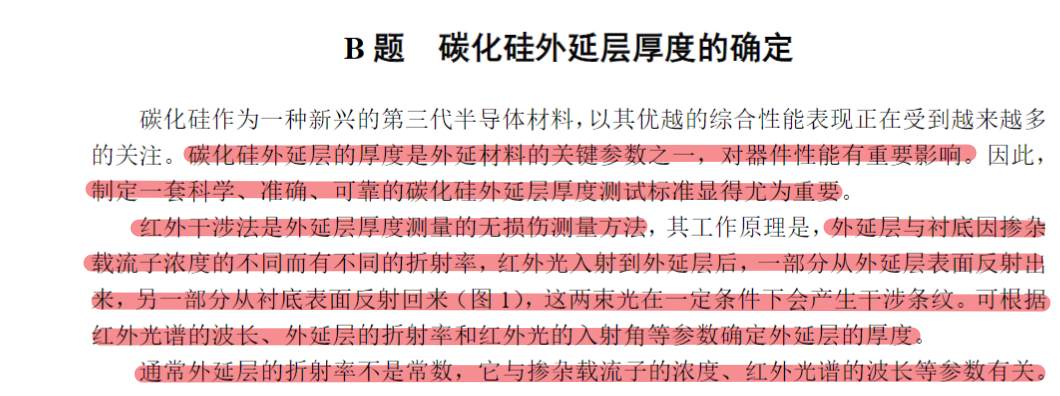 B 题 碳化硅外延层厚度的确定
碳化硅作为一种新兴的第三代半导体材料，以其优越的综合性能表现正在受到越来越多
的关注。碳化硅外延层的厚度是外延材料的关键参数之一，对器件性能有重要影响。因此，
制定一套科学、准确、可靠的碳化硅外延层厚度测试标准显得尤为重要。
红外干涉法是外延层厚度测量的无损伤测量方法，其工作原理是，外延层与衬底因掺杂
载流子浓度的不同而有不同的折射率，红外光入射到外延层后，一部分从外延层表面反射出
来，另一部分从衬底表面反射回来（图 1），这两束光在一定条件下会产生干涉条纹。可根据
红外光谱的波长、外延层的折射率和红外光的入射角等参数确定外延层的厚度。
通常外延层的折射率不是常数，它与掺杂载流子的浓度、红外光谱的波长等参数有关。